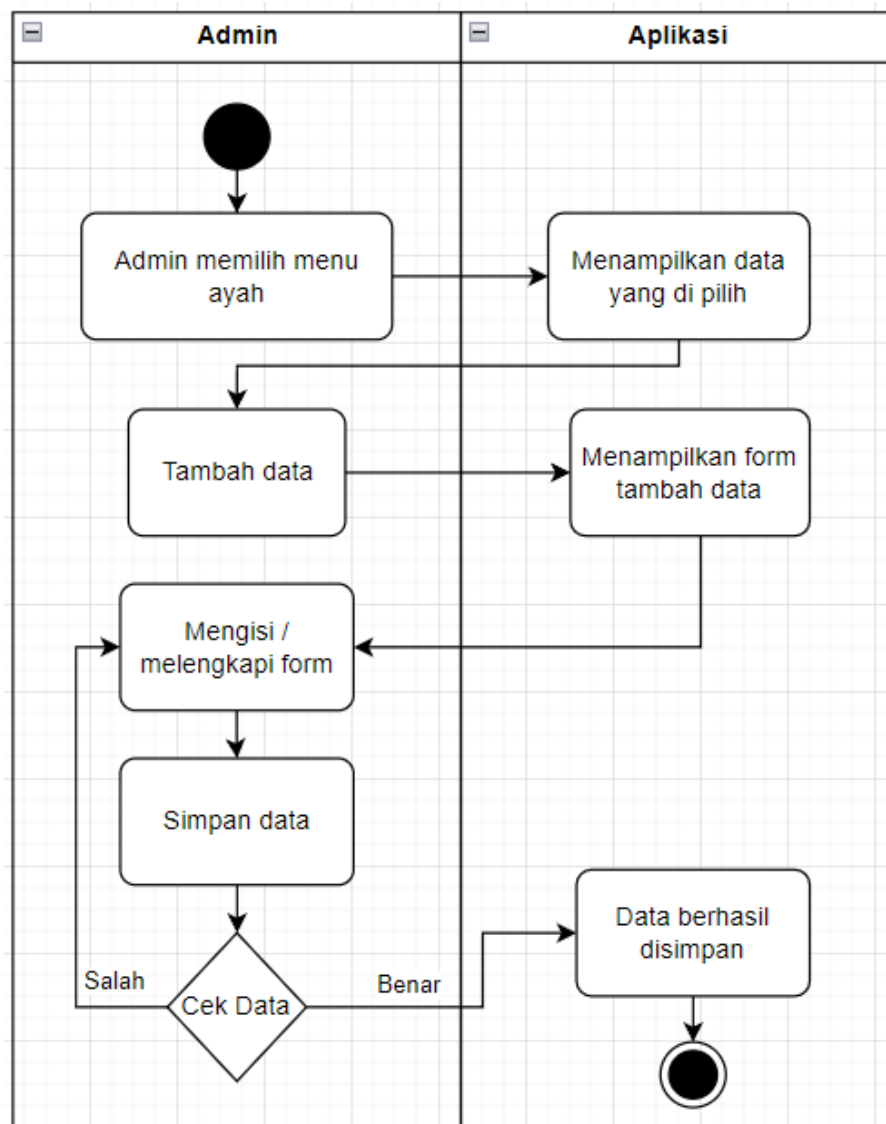 Admin
Aplikasi
Admin memilih menu
ayah
Menampilkan data
yang di pilih
Tambah data
Menampilkan form
tambah data
Mengisi /
melengkapi form
Simpan data
Data berhasil
disimpan
Salah
Cek Data
Benar